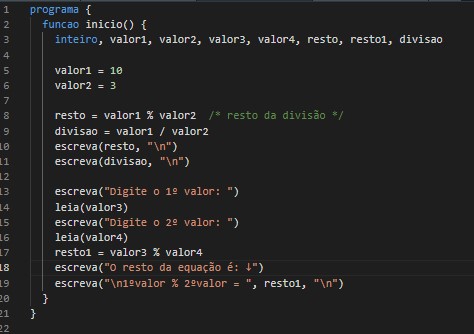 1 programa {
2 funcao inicio() {
3 inteiro, valor1, valor2, valor3, valor4, resto, resto1, divisao
4
5 valor1 = 10
6 valor2 = 3
7
8 resto = valor1 % valor2 /* resto da divisão */
9 divisao = valor1 / valor2
10 escreva(resto, "\n")
11 escreva(divisao, "\n")
12
13 escreva("Digite o 1º valor: ")
14 leia(valor3)
15 escreva("Digite o 2º valor: ")
16 leia(valor4)
17 resto1 = valor3 % valor4
18 escreva("O resto da equação é: ↓")
19 escreva("\n1ºvalor % 2ºvalor = ", resto1, "\n")
20 }
21 }
22